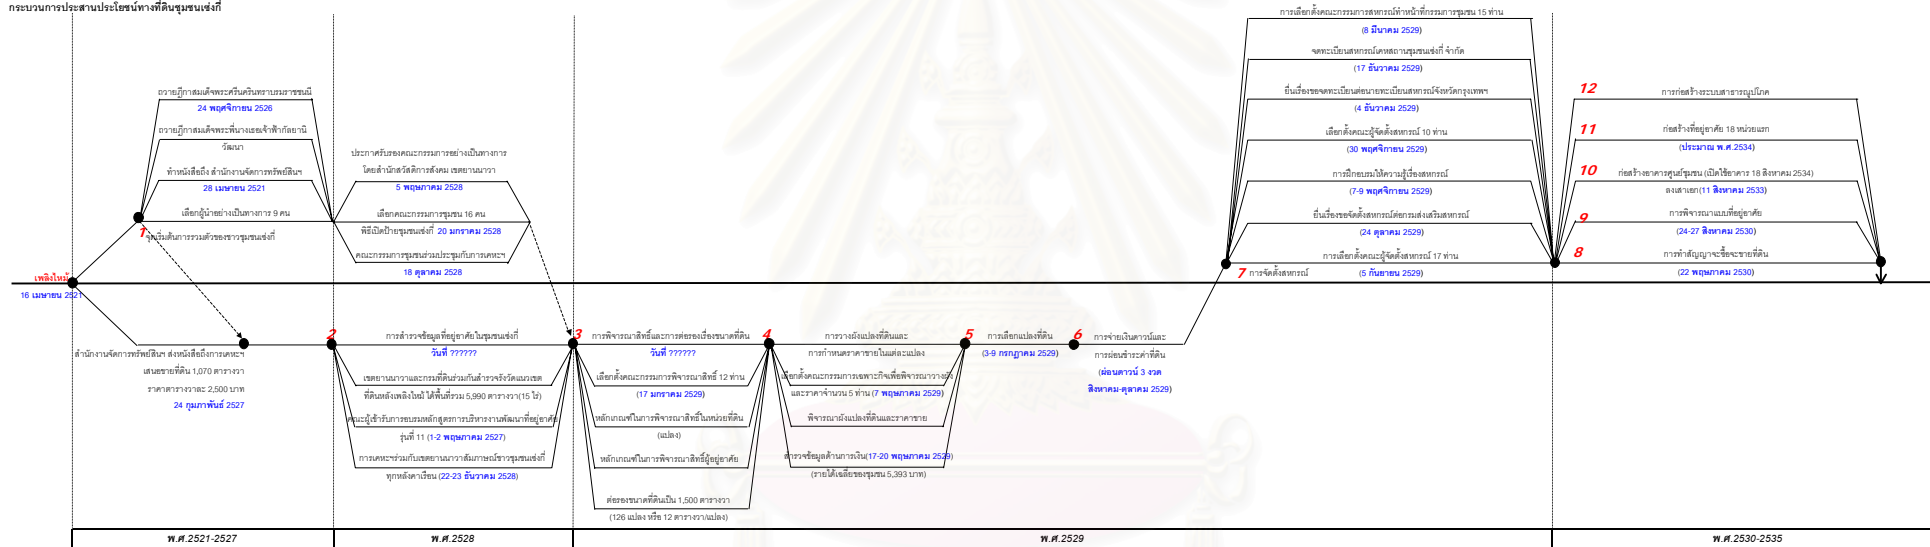 กระบวนการประสานประโยชน์ทางที่ดินชุมชนเซ่งกี่
เพลิงไหม้
16 เมษายน 2521
ถวายฎีกาสมเด็จพระศรีนครินทราบรมราชชนนี
24 พฤศจิกายน 2526
ถวายฎีกาสมเด็จพระพี่นางเธอเจ้าฟ้ากัลยานิ
วัฒนา
ทำหนังสือถึง สำนักงานจัดการทรัพย์สินฯ
28 เมษายน 2521
เลือกผู้นำอย่างเป็นทางการ 9 คน
1
จุดเริ่มต้นการรวมตัวของชาวชุมชนเซ่งกี่
สำนักงานจัดการทรัพย์สินฯ ส่งหนังสือถึงการเคหะฯ
เสนอขายที่ดิน 1,070 ตารางวา
ราคาตารางวาละ 2,500 บาท
24 กุมภาพันธ์ 2527
ประกาศรับรองคณะกรรมการอย่างเป็นทางการ
โดยสำนักสวัสดิการสังคม เขตยานนาวา
5 พฤษภาคม 2528
เลือกคณะกรรมการชุมชน 16 คน
พิธีเปิดป้ายชุมชนเซ่งกี่ 20 มกราคม 2528
คณะกรรมการชุมชนร่วมประชุมกับการเคหะฯ
18 ตุลาคม 2528
2
การสำรวจข้อมูลที่อยู่อาศัยในชุมชนเซ่งกี่
วันที่ ??????
เขตยานนาวาและกรมที่ดินร่วมกันสำรวจรังวัดแนวเขต
ที่ดินหลังเพลิงไหม้ ได้พื้นที่รวม 5,990 ตารางวา(15 ไร่)
คณะผู้เข้ารับการอบรมหลักสูตรการบริหารงานพัฒนาที่อยู่อาศัย
รุ่นที่ 11 (1-2 พฤษภาคม 2527)
การเคหะฯร่วมกับเขตยานนาวาสัมภาษณ์ชาวชุมชนเซ่งกี่
ทุกหลังคาเรือน (22-23 ธันวาคม 2528)
3
การพิจารณาสิทธิ์และการต่อรองเรื่องขนาดที่ดิน
วันที่ ??????
เลือกตั้งคณะกรรมการพิจารณาสิทธิ์ 12 ท่าน
(17 มกราคม 2529)
หลักเกณฑ์ในการพิจารณาสิทธิ์ในหน่วยที่ดิน
(แปลง)
หลักเกณฑ์ในการพิจารณาสิทธิ์ผู้อยู่อาศัย
ต่อรองขนาดที่ดินเป็น 1,500 ตารางวา
(126 แปลง หรือ 12 ตารางวา/แปลง)
4
การวางผังแปลงที่ดินและ
การกำหนดราคาขายในแต่ละแปลง
เลือกตั้งคณะกรรมการเฉพาะกิจเพื่อพิจารณาวางผัง
และราคาจำนวน 5 ท่าน (7 พฤษภาคม 2529)
พิจารณาผังแปลงที่ดินและราคาขาย
สำรวจข้อมูลด้านการเงิน(17-20 พฤษภาคม 2529)
(รายได้เฉลี่ยของชุมชน 5,393 บาท)
5
การเลือกแปลงที่ดิน
(3-9 กรกฎาคม 2529)
6
การจ่ายเงินดาวน์และ
การผ่อนชำระค่าที่ดิน
(ผ่อนดาวน์ 3 งวด
สิงหาคม-ตุลาคม 2529)
การเลือกตั้งคณะกรรมการสหกรณ์ทำหน้าที่กรรมการชุมชน 15 ท่าน
(8 มีนาคม 2529)
จดทะเบียนสหกรณ์เคหสถานชุมชนเซ่งกี่ จำกัด
(17 ธันวาคม 2529)
ยื่นเรื่องขอจดทะเบียนต่อนายทะเบียนสหกรณ์จังหวัดกรุงเทพฯ
(4 ธันวาคม 2529)
เลือกตั้งคณะผู้จัดตั้งสหกรณ์ 10 ท่าน
(30 พฤศจิกายน 2529)
การฝึกอบรมให้ความรู้เรื่องสหกรณ์
(7-9 พฤศจิกายน 2529)
ยื่นเรื่องขอจัดตั้งสหกรณ์ต่อกรมส่งเสริมสหกรณ์
(24 ตุลาคม 2529)
การเลือกตั้งคณะผู้จัดตั้งสหกรณ์ 17 ท่าน
7 การจัดตั้งสหกรณ์ (5 กันยายน 2529)
12
การก่อสร้างระบบสาธารณูปโภค
11
ก่อสร้างที่อยู่อาศัย 18 หน่วยแรก
(ประมาณ พ.ศ.2534)
10
ก่อสร้างอาคารศูนย์ชุมชน (เปิดใช้อาคาร 18 สิงหาคม 2534)
ลงเสาเอก(11 สิงหาคม 2533)
9
การพิจารณาแบบที่อยู่อาศัย
(24-27 สิงหาคม 2530)
8
การทำสัญญาจะซื้อจะขายที่ดิน
(22 พฤษภาคม 2530)
พ.ศ.2521-2527
พ.ศ.2528
พ.ศ.2529
พ.ศ.2530-2535